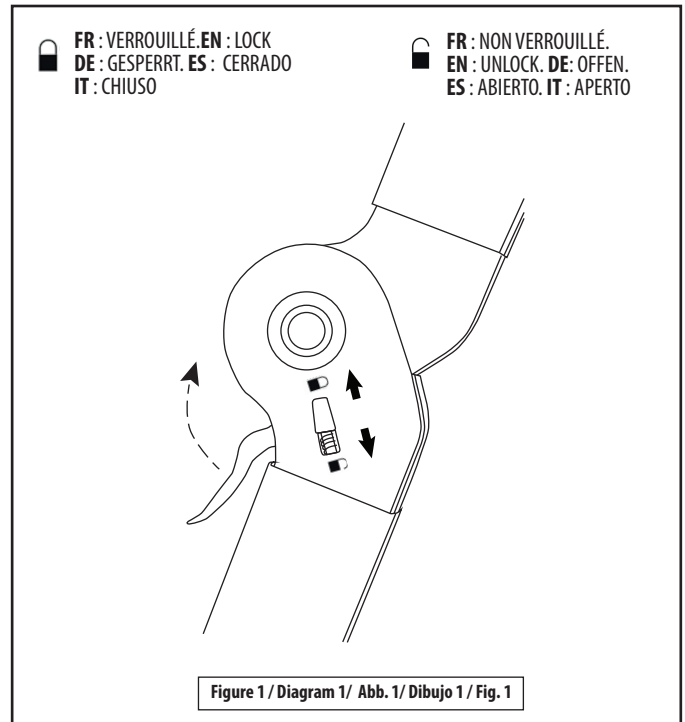 FR : VERROUILLÉ.EN : LOCK
DE : GESPERRT. ES : CERRADO
IT : CHIUSO
FR : NON VERROUILLÉ.
EN : UNLOCK. DE: OFFEN.
ES : ABIERTO. IT : APERTO
Figure 1 / Diagram 1/ Abb. 1/ Dibujo 1 / Fig. 1